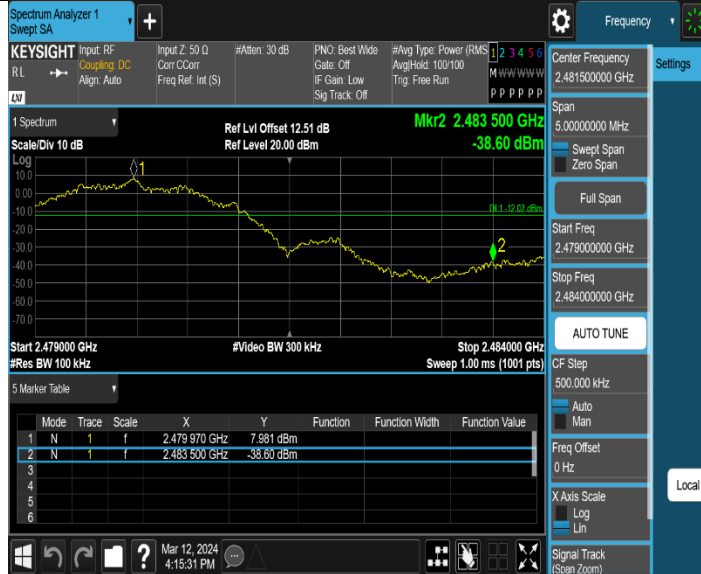 Spectrum Analyzer 1
Swept SA
+
Frequency
KEYSIGHT
RL
LXI
Input: RF
Coupling: DC
Align: Auto
Input Z: 50 Ω
Corr CCorr
Freq Ref: Int (S)
#Atten: 30 dB
PNO: Best Wide
Gate: Off
IF Gain: Low
Sig Track: Off
#Avg Type: Power (RMS
Avg|Hold: 100/100
Trig: Free Run
1 2 3 4 5 6
M W W W W W
P P P P P P
1 Spectrum
Scale/Div 10 dB
Ref Lvl Offset 12.51 dB
Ref Level 20.00 dBm
Mkr2 2.483 500 GHz
-38.60 dBm
Log
10.0
0.00
-10.0
-20.0
-30.0
-40.0
-50.0
-60.0
-70.0
1
DL1 -12.02 dBm
2
Start 2.479000 GHz
#Res BW 100 kHz
#Video BW 300 kHz
Stop 2.484000 GHz
Sweep 1.00 ms (1001 pts)
5 Marker Table
Mode Trace Scale X Y Function Function Width Function Value
1 N 1 f 2.479 970 GHz 7.981 dBm
2 N 1 f 2.483 500 GHz -38.60 dBm
3
4
5
6
?
Mar 12, 2024
4:15:31 PM
Settings
Center Frequency
2.481500000 GHz
Span
5.00000000 MHz
Swept Span
Zero Span
Full Span
Start Freq
2.479000000 GHz
Stop Freq
2.484000000 GHz
AUTO TUNE
CF Step
500.000 kHz
Auto
Man
Freq Offset
0 Hz
X Axis Scale
Log
Lin
Signal Track
(Span Zoom)
Local